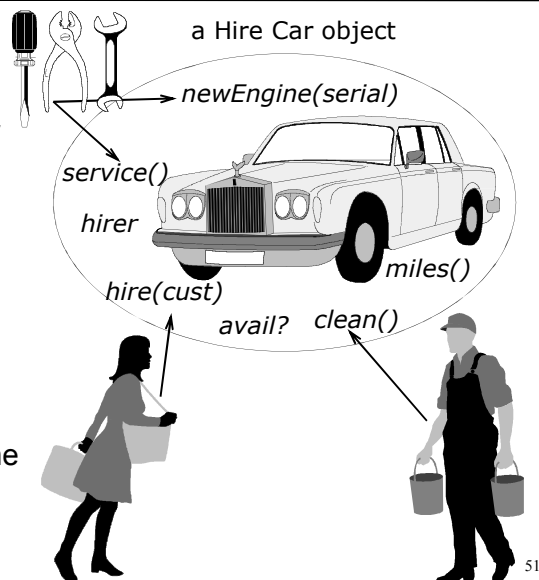 a Hire Car object
newEngine(serial)
service()
hirer
miles()
hire(cust)
avail?
clean()
51